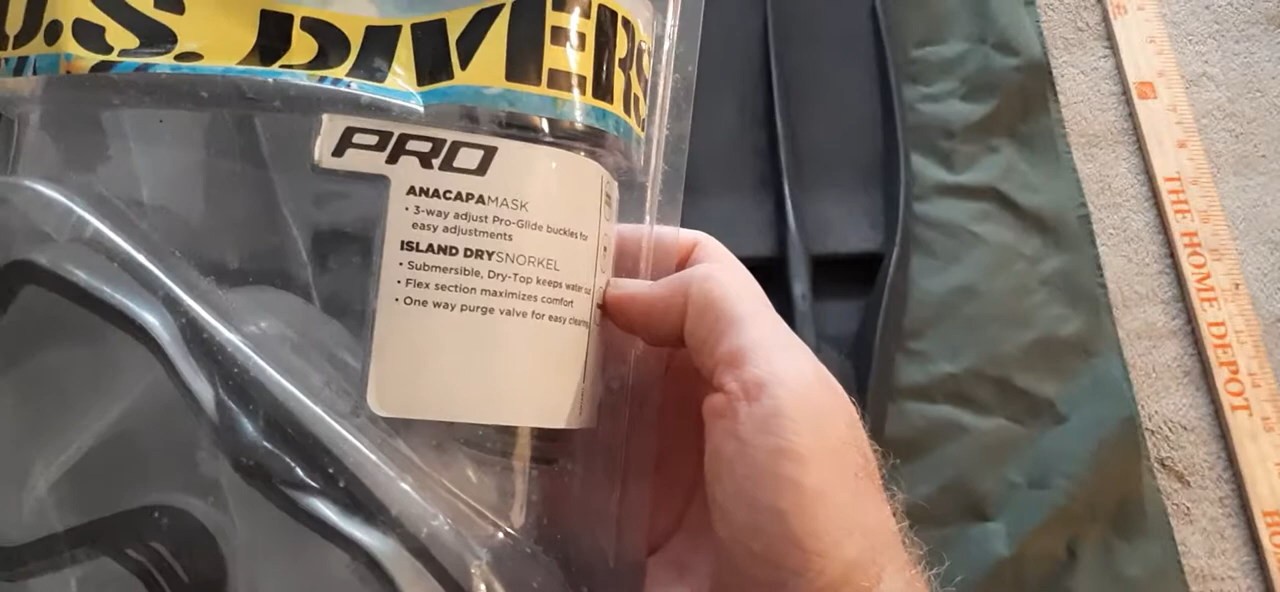 U.S. DIVERS
PRO
ANACAPAMASK
• 3-way adjust Pro-Glide buckles for
easy adjustments
ISLAND DRYSNORKEL
• Submersible, Dry-Top keeps water
• Flex section maximizes comfort
• One way purge valve for easy clearing
THE HOME DEPOT